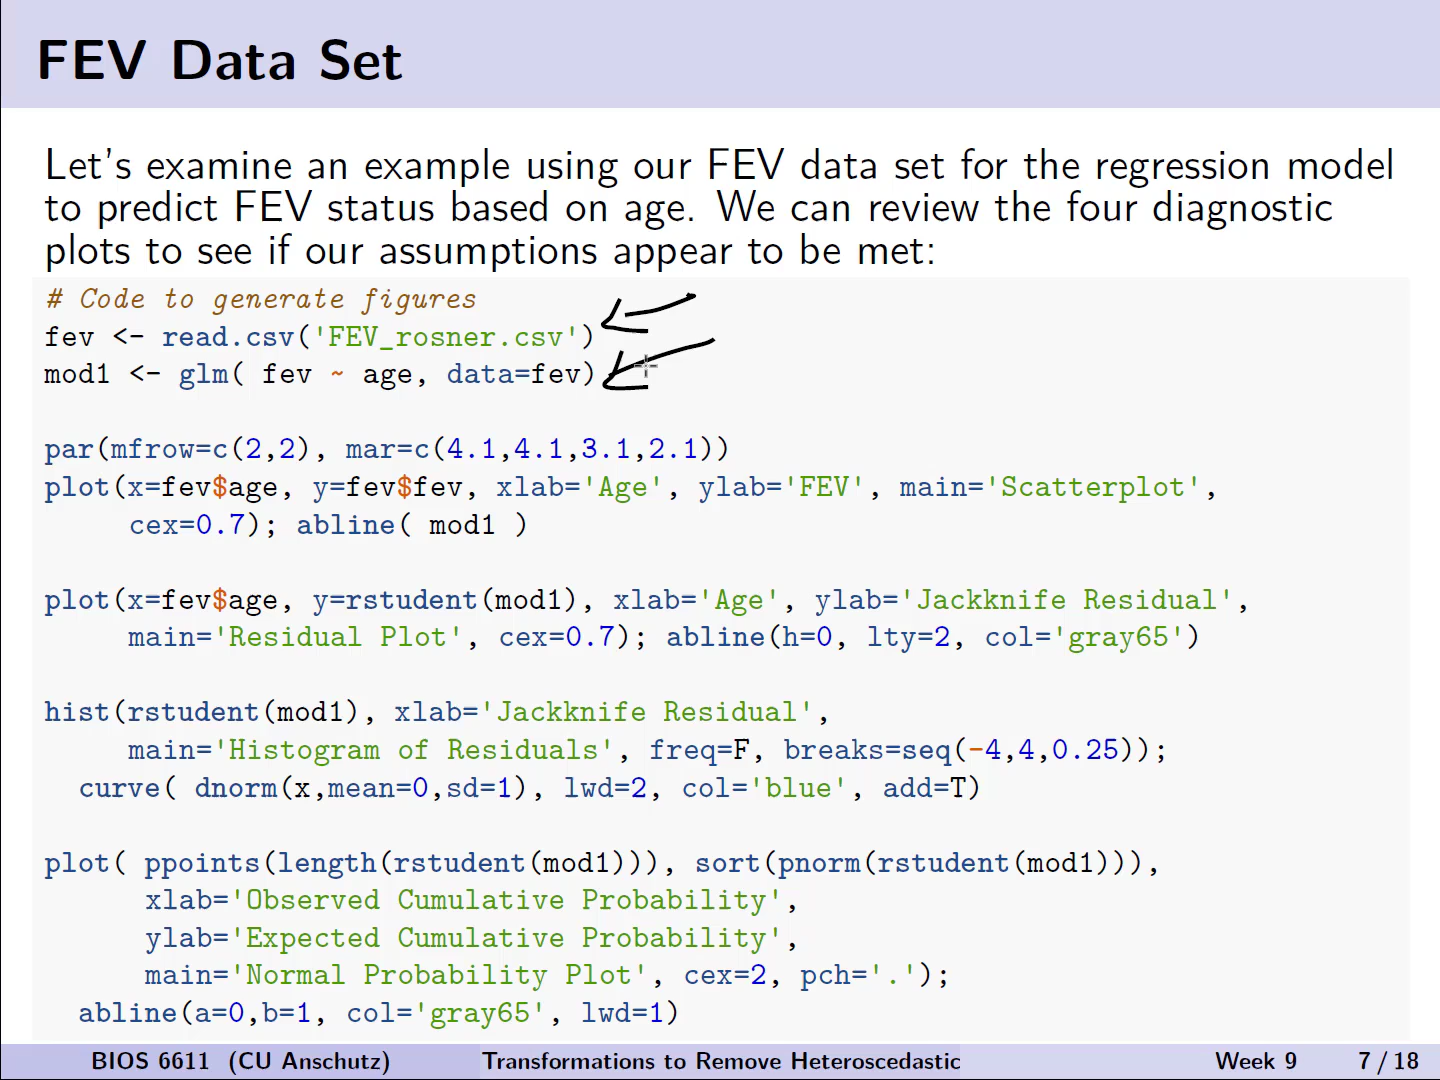 FEV Data Set
Let's examine an example using our FEV data set for the regression model
to predict FEV status based on age. We can review the four diagnostic
plots to see if our assumptions appear to be met:
# Code to generate figures
fev <- read.csv('FEV_rosner.csv')
mod1 <- glm( fev ~ age, data=fev)
par(mfrow=c(2,2), mar=c(4.1,4.1,3.1,2.1))
plot(x=fev$age, y=fev$fev, xlab='Age', ylab='FEV', main='Scatterplot',
cex=0.7); abline( mod1 )
plot(x=fev$age, y=rstudent(mod1), xlab='Age', ylab='Jackknife Residual',
main='Residual Plot', cex=0.7); abline(h=0, lty=2, col='gray65')
hist(rstudent(mod1), xlab='Jackknife Residual',
main='Histogram of Residuals', freq=F, breaks=seq(-4,4,0.25));
curve( dnorm(x,mean=0,sd=1), lwd=2, col='blue', add=T)
plot( ppoints(length(rstudent(mod1))), sort(pnorm(rstudent(mod1))),
xlab='Observed Cumulative Probability',
ylab='Expected Cumulative Probability',
main='Normal Probability Plot', cex=2, pch='.');
abline(a=0,b=1, col='gray65', lwd=1)
BIOS 6611 (CU Anschutz) Transformations to Remove Heteroscedastic Week 9 7 / 18